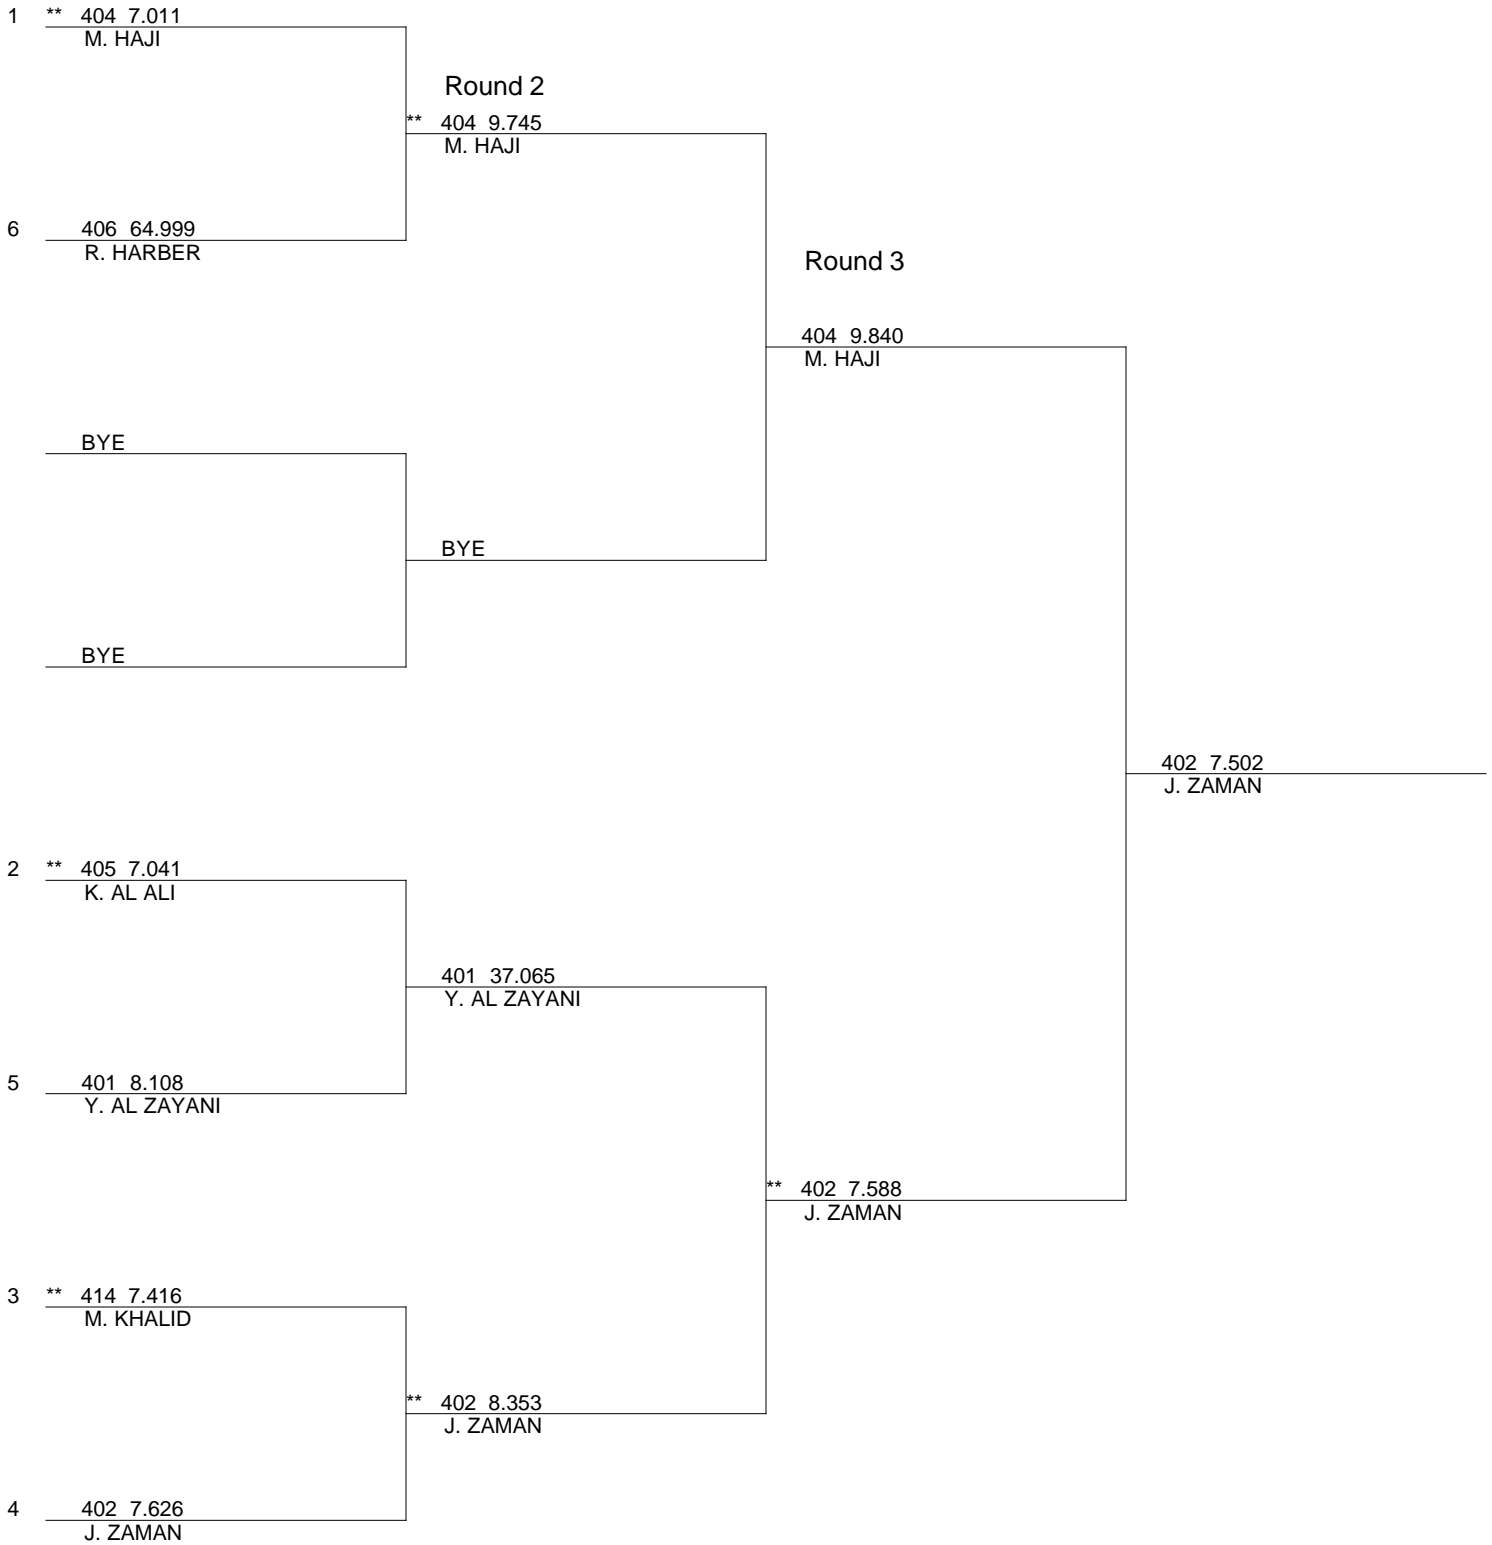 1 ** 404 7.011
M. HAJI
Round 2
** 404 9.745
M. HAJI
6 406 64.999
R. HARBER
Round 3
404 9.840
M. HAJI
BYE
BYE
BYE
402 7.502
J. ZAMAN
2 ** 405 7.041
K. AL ALI
401 37.065
Y. AL ZAYANI
5 401 8.108
Y. AL ZAYANI
** 402 7.588
J. ZAMAN
3 ** 414 7.416
M. KHALID
** 402 8.353
J. ZAMAN
4 402 7.626
J. ZAMAN